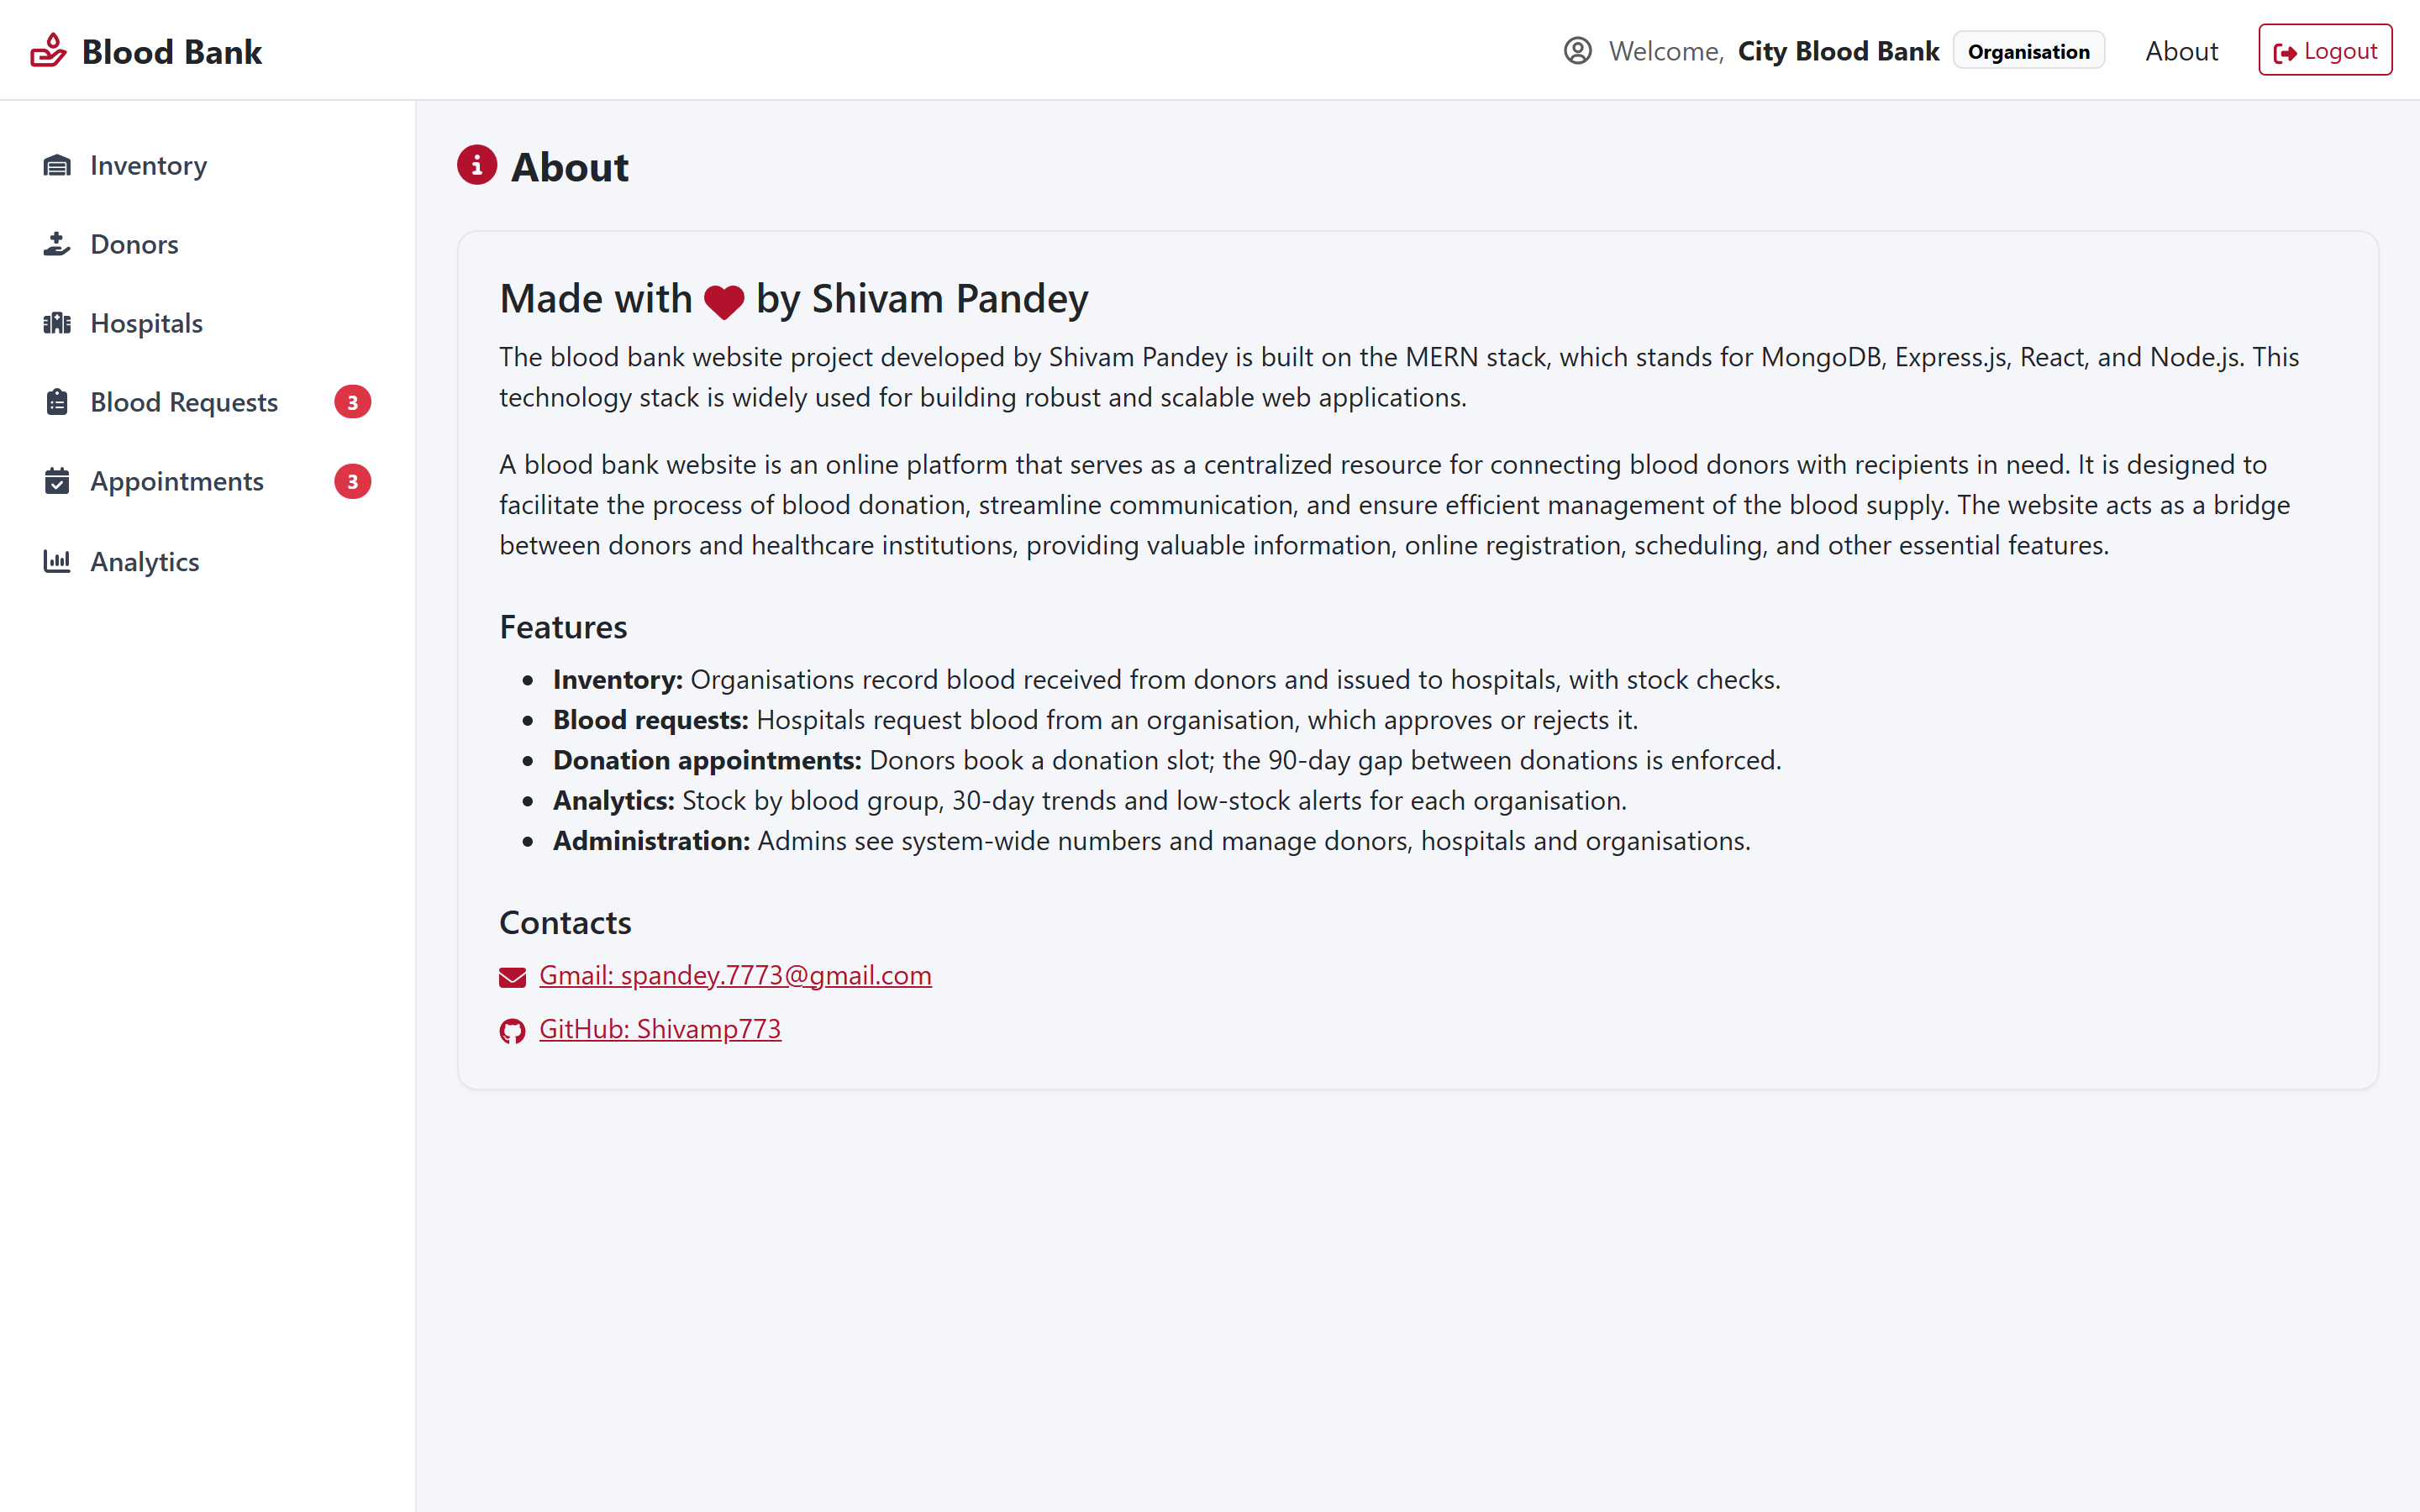 Blood Bank
Welcome, City Blood Bank Organisation About Logout
Inventory
Donors
Hospitals
Blood Requests 3
Appointments 3
Analytics
About
Made with by Shivam Pandey
The blood bank website project developed by Shivam Pandey is built on the MERN stack, which stands for MongoDB, Express.js, React, and Node.js. This
technology stack is widely used for building robust and scalable web applications.
A blood bank website is an online platform that serves as a centralized resource for connecting blood donors with recipients in need. It is designed to
facilitate the process of blood donation, streamline communication, and ensure efficient management of the blood supply. The website acts as a bridge
between donors and healthcare institutions, providing valuable information, online registration, scheduling, and other essential features.
Features
• Inventory: Organisations record blood received from donors and issued to hospitals, with stock checks.
• Blood requests: Hospitals request blood from an organisation, which approves or rejects it.
• Donation appointments: Donors book a donation slot; the 90-day gap between donations is enforced.
• Analytics: Stock by blood group, 30-day trends and low-stock alerts for each organisation.
• Administration: Admins see system-wide numbers and manage donors, hospitals and organisations.
Contacts
Gmail: spandey.7773@gmail.com
GitHub: Shivamp773